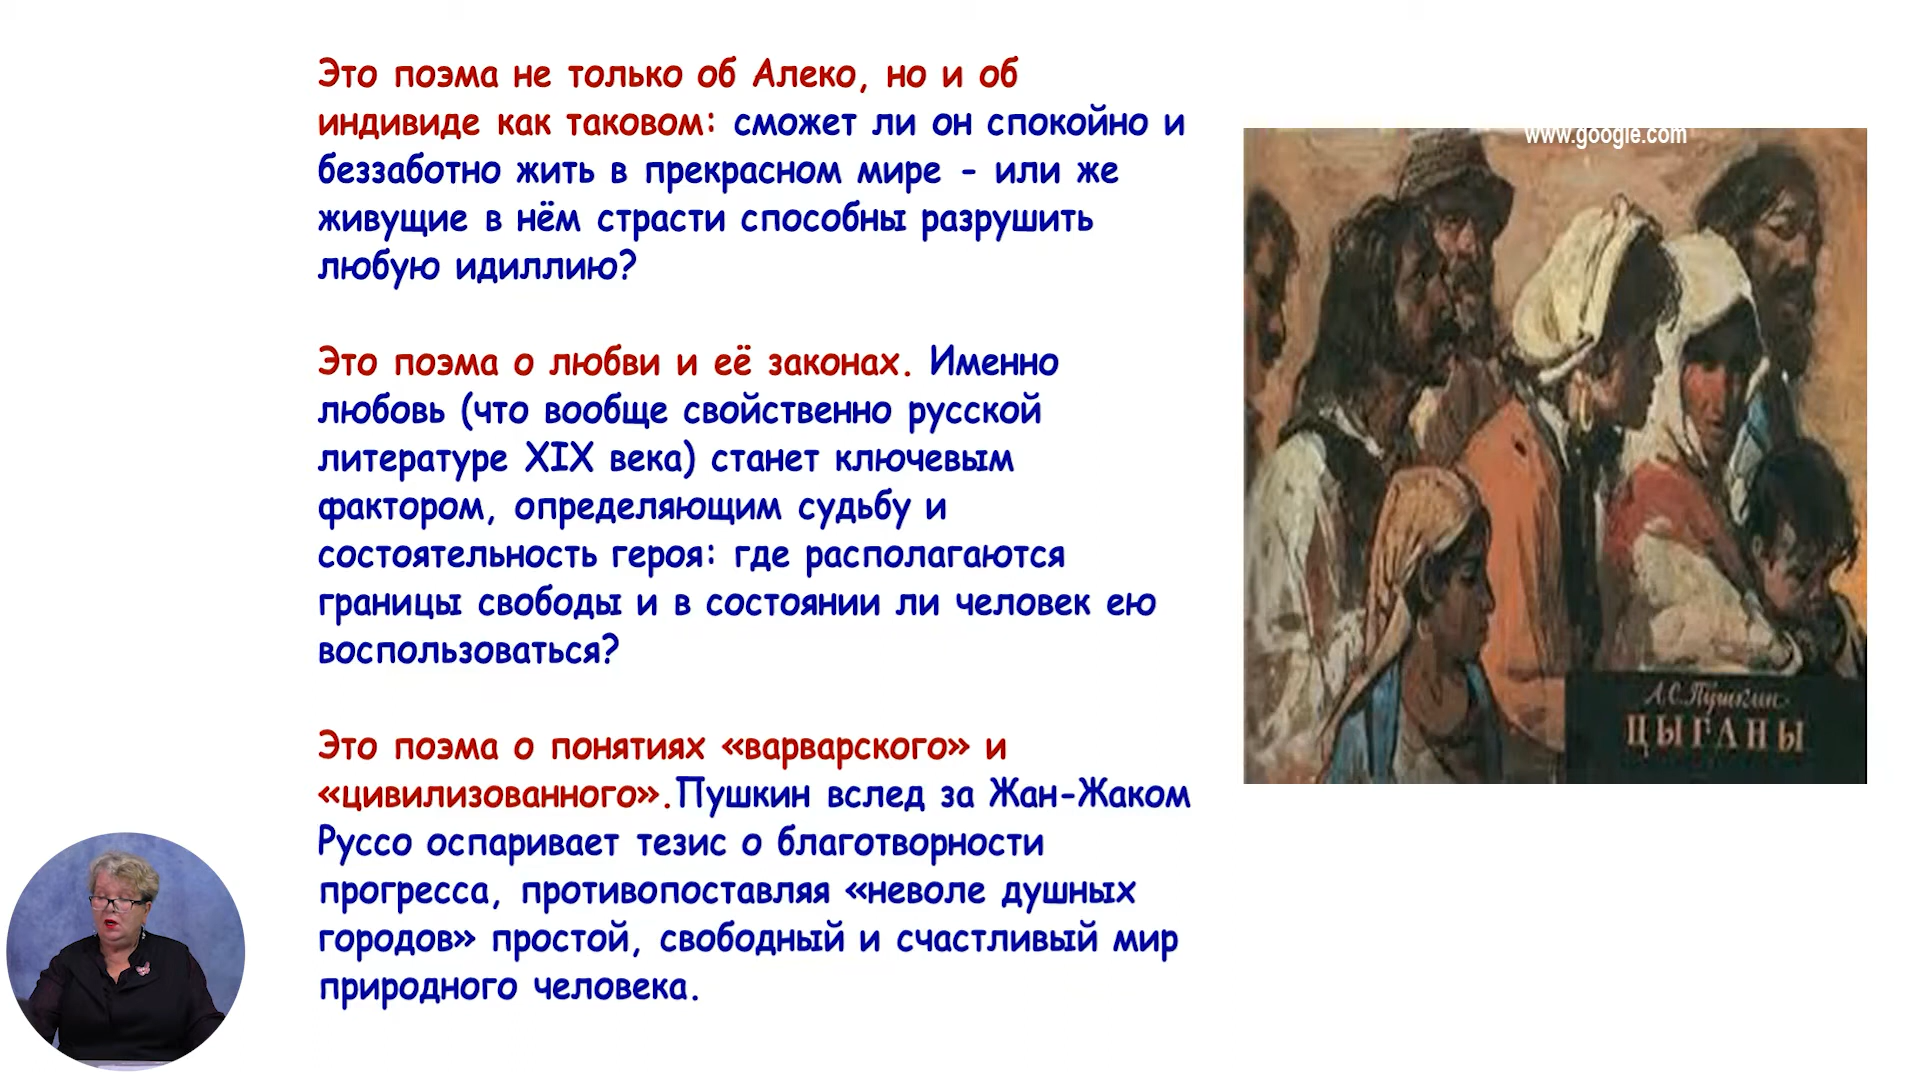 Это поэма не только об Алеко, но и об
индивиде как таковом: сможет ли он спокойно и
беззаботно жить в прекрасном мире - или же
живущие в нём страсти способны разрушить
любую идиллию?
Это поэма о любви и её законах. Именно
любовь (что вообще свойственно русской
литературе XIX века) станет ключевым
фактором, определяющим судьбу и
состоятельность героя: где располагаются
границы свободы и в состоянии ли человек ею
воспользоваться?
Это поэма о понятиях «варварского» и
«цивилизованного».Пушкин вслед за Жан-Жаком
Руссо оспаривает тезис о благотворности
прогресса, противопоставляя «неволе душных
городов» простой, свободный и счастливый мир
природного человека.
www.google.com
А.С.Пушкин
ЦЫГАНЫ